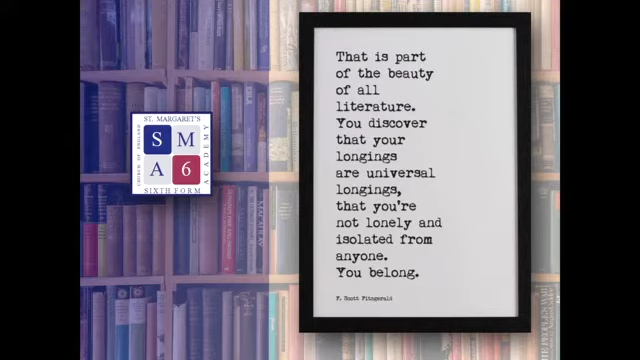 ST. MARGARET'S
CHURCH OF ENGLAND
S M
A 6
ACADEMY
SIXTH FORM
That is part
of the beauty
of all
literature.
You discover
that your
longings
are universal
longings,
that you're
not lonely and
isolated from
anyone.
You belong.
F. Scott Fitzgerald